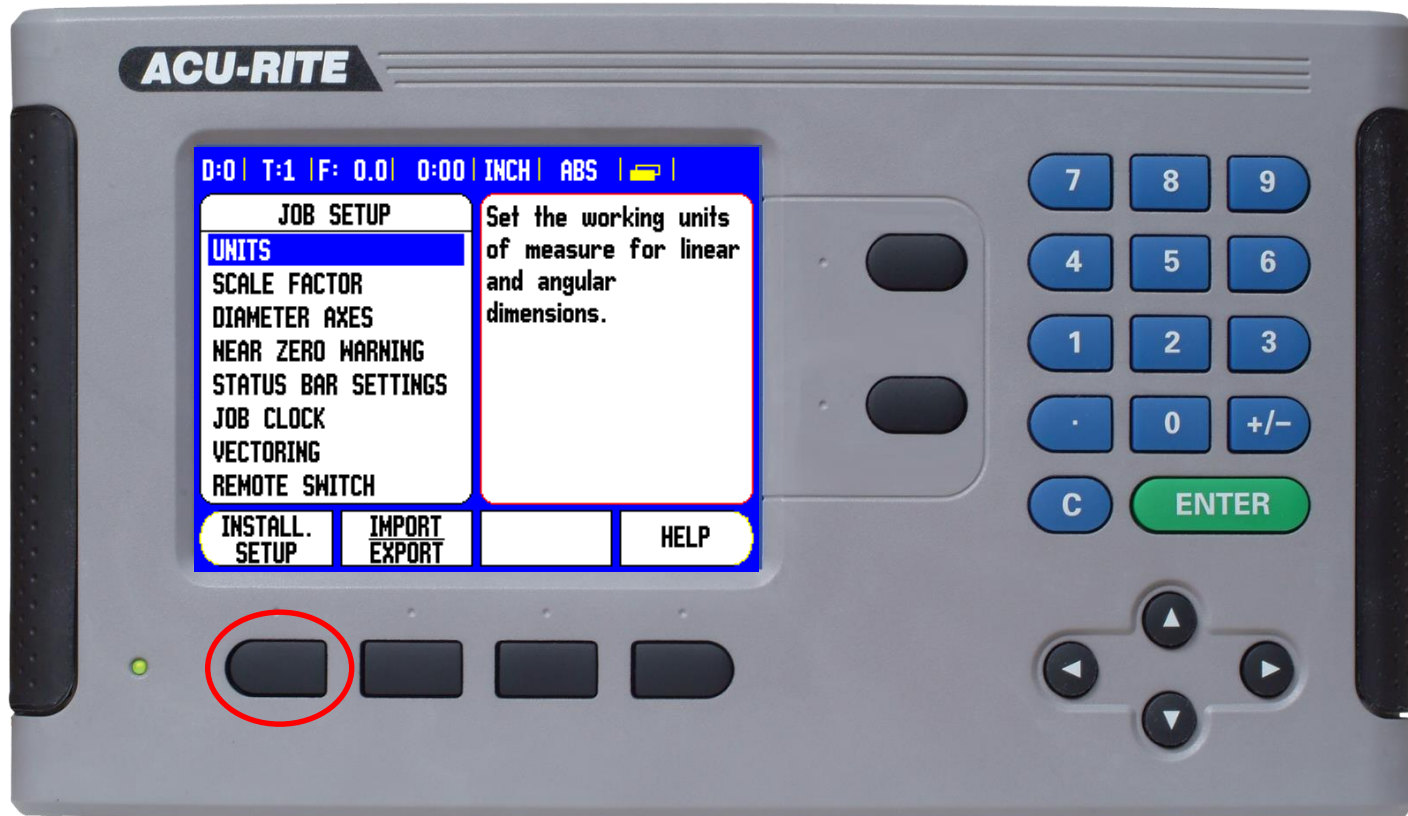 ACU-RITE
D:0 | T:1 | F: 0.0 | 0:00 | INCH | ABS | |
JOB SETUP
UNITS
SCALE FACTOR
DIAMETER AXES
NEAR ZERO WARNING
STATUS BAR SETTINGS
JOB CLOCK
VECTORING
REMOTE SWITCH
Set the working units
of measure for linear
and angular
dimensions.
INSTALL.
SETUP
IMPORT
EXPORT
HELP
7 8 9
4 5 6
1 2 3
. 0 +/-
C ENTER